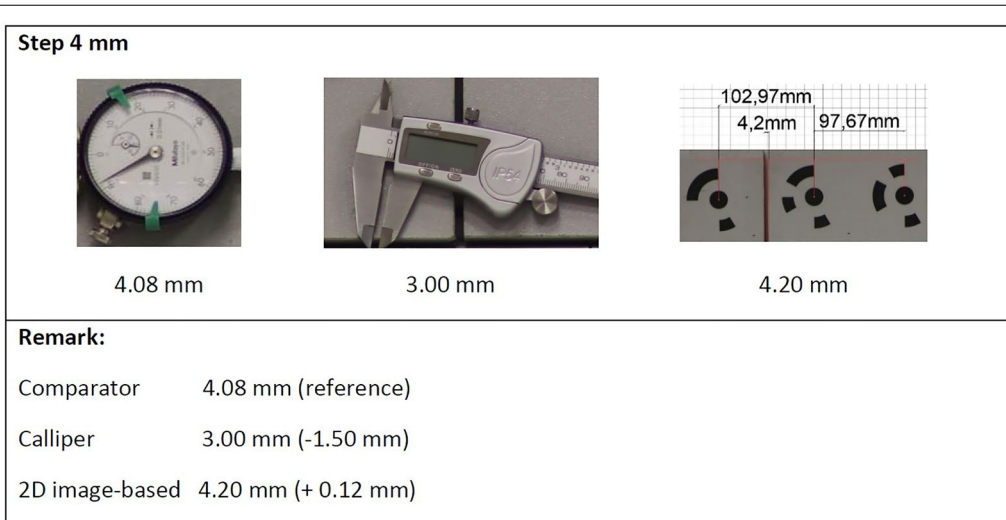 Step 4 mm
102,97mm
4,2mm
97,67mm
Mitutoyo
IP54
4.08 mm
3.00 mm
4.20 mm
Remark:
Comparator 4.08 mm (reference)
Calliper 3.00 mm (-1.50 mm)
2D image-based 4.20 mm (+ 0.12 mm)